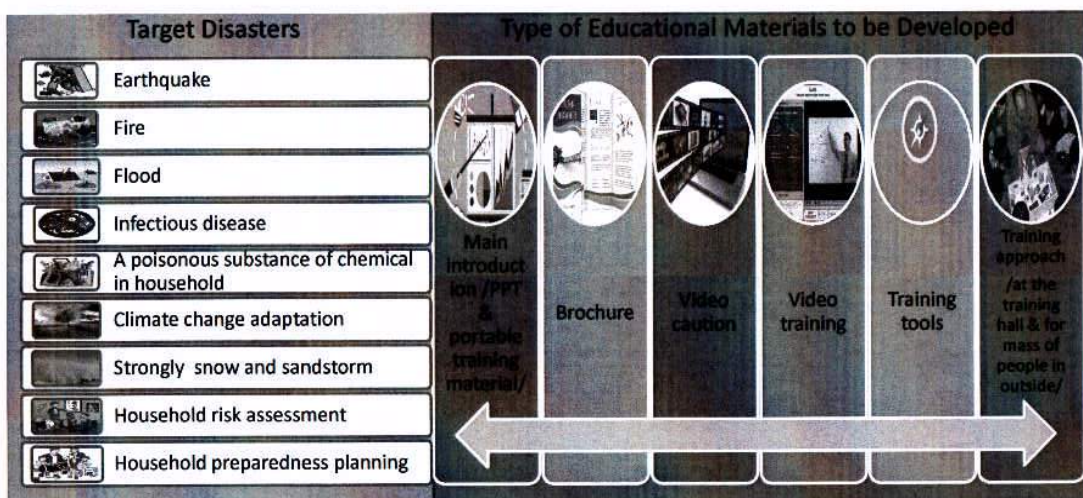 Target Disasters
Earthquake
Fire
Flood
Infectious disease
A poisonous substance of chemical
in household
Climate change adaptation
Strongly snow and sandstorm
Household risk assessment
Household preparedness planning
Type of Educational Materials to be Developed
Main
introduct
ion /PPT
&
portable
training
material/
Brochure
Video
caution
Video
training
Training
tools
Training
approach
/at the
training
hall & for
mass of
people in
outside/